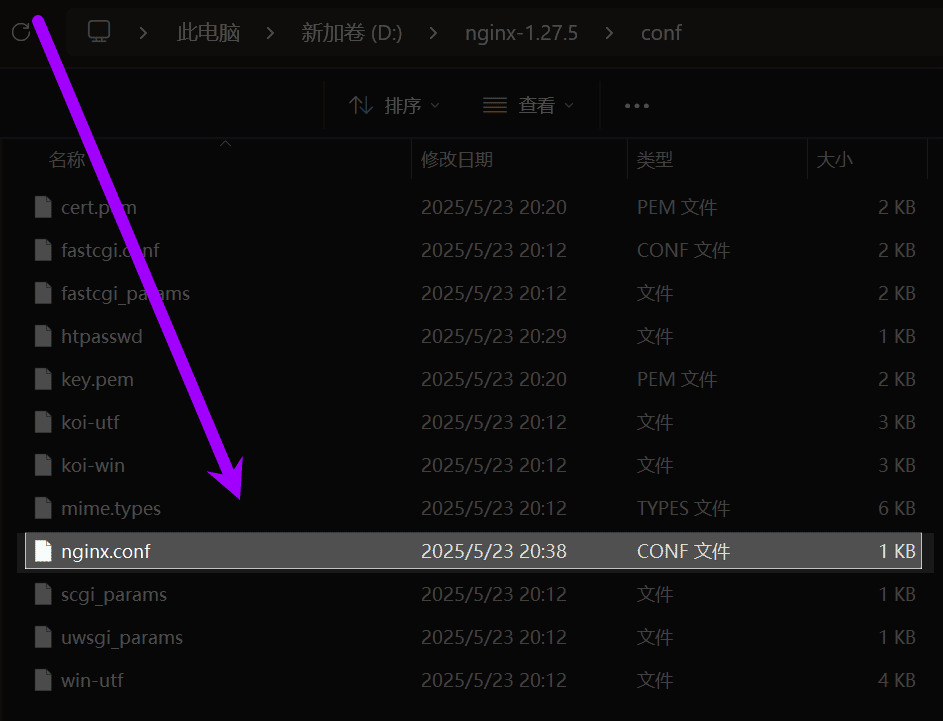 此电脑 > 新加卷 (D:) > nginx-1.27.5 > conf
排序 查看
名称 修改日期 类型 大小
cert.pem 2025/5/23 20:20 PEM 文件 2 KB
fastcgi.conf 2025/5/23 20:12 CONF 文件 2 KB
fastcgi_params 2025/5/23 20:12 文件 2 KB
htpasswd 2025/5/23 20:29 文件 1 KB
key.pem 2025/5/23 20:20 PEM 文件 2 KB
koi-utf 2025/5/23 20:12 文件 3 KB
koi-win 2025/5/23 20:12 文件 3 KB
mime.types 2025/5/23 20:12 TYPES 文件 6 KB
nginx.conf 2025/5/23 20:38 CONF 文件 1 KB
scgi_params 2025/5/23 20:12 文件 1 KB
uwsgi_params 2025/5/23 20:12 文件 1 KB
win-utf 2025/5/23 20:12 文件 4 KB